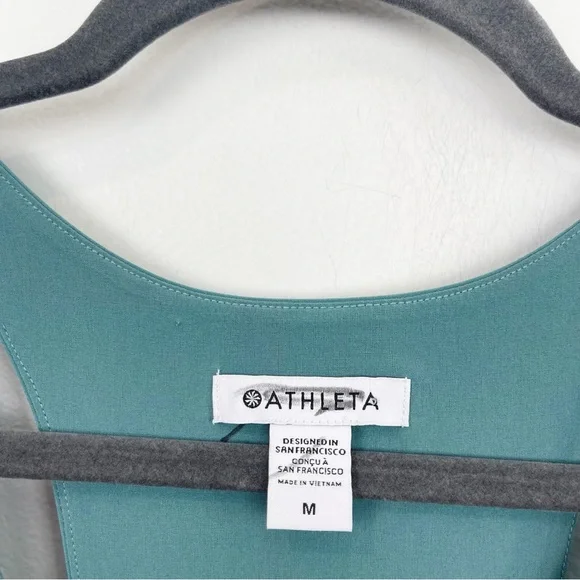 ATHLETA
DESIGNED IN
SAN FRANCISCO
CONÇU À
SAN FRANCISCO
MADE IN VIETNAM
M